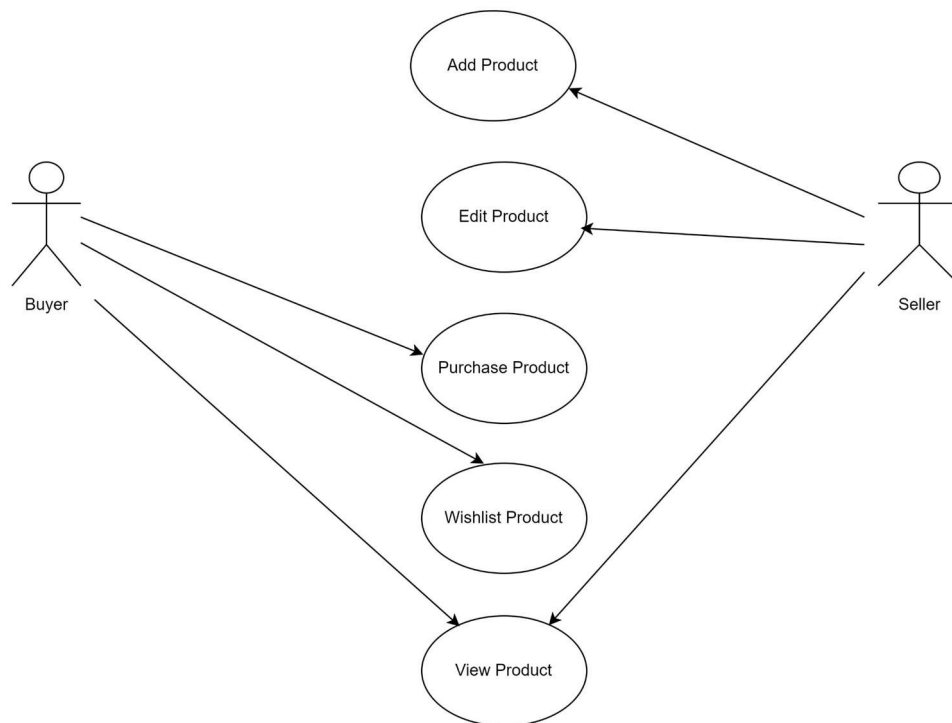 Add Product
Edit Product
Buyer
Seller
Purchase Product
Wishlist Product
View Product